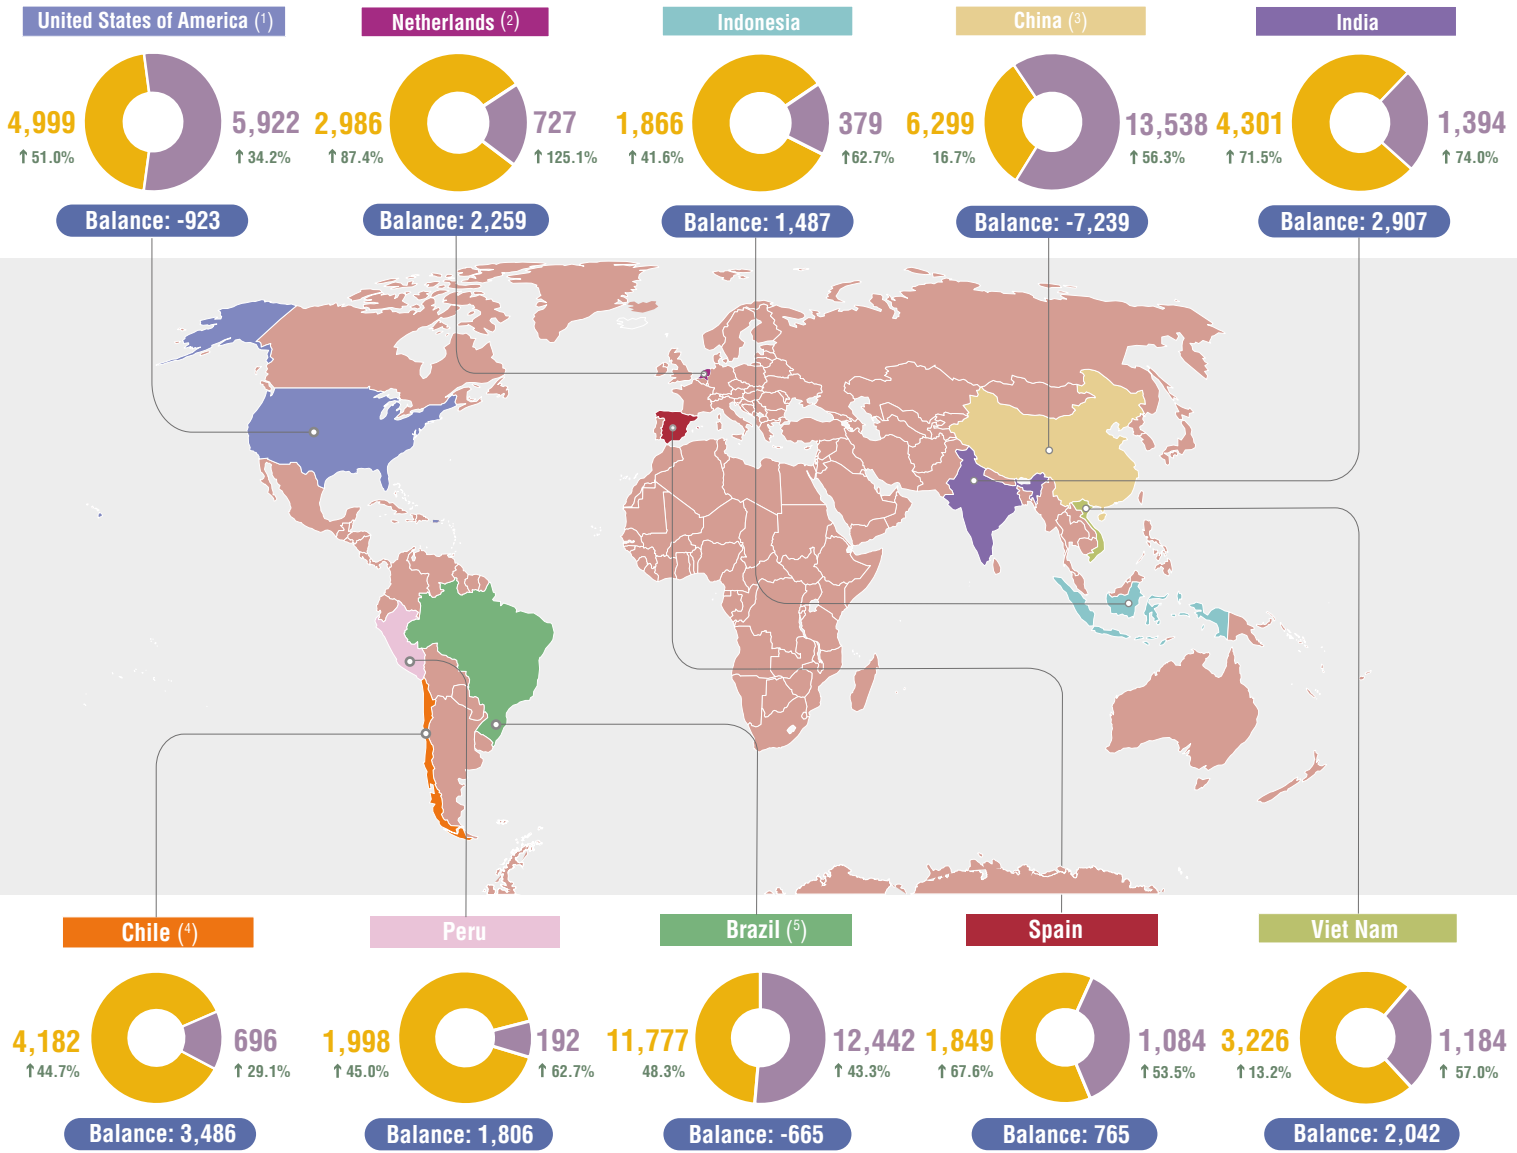 United States of America (1)
4,999
↑ 51.0%
5,922
↑ 34.2%
Balance: -923
Netherlands (2)
2,986
↑ 87.4%
727
↑ 125.1%
Balance: 2,259
Indonesia
1,866
↑ 41.6%
379
↑ 62.7%
Balance: 1,487
China (3)
6,299
16.7%
13,538
↑ 56.3%
Balance: -7,239
India
4,301
↑ 71.5%
1,394
↑ 74.0%
Balance: 2,907
Chile (4)
4,182
↑ 44.7%
696
↑ 29.1%
Balance: 3,486
Peru
1,998
↑ 45.0%
192
↑ 62.7%
Balance: 1,806
Brazil (5)
11,777
48.3%
12,442
↑ 43.3%
Balance: -665
Spain
1,849
↑ 67.6%
1,084
↑ 53.5%
Balance: 765
Viet Nam
3,226
↑ 13.2%
1,184
↑ 57.0%
Balance: 2,042